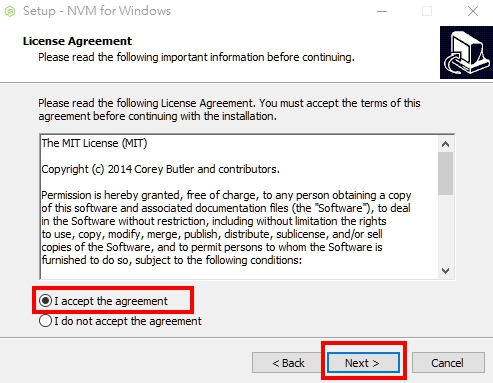 Setup - NVM for Windows
License Agreement
Please read the following important information before continuing.
Please read the following License Agreement. You must accept the terms of this
agreement before continuing with the installation.
The MIT License (MIT)
Copyright (c) 2014 Corey Butler and contributors.
Permission is hereby granted, free of charge, to any person obtaining a copy
of this software and associated documentation files (the "Software"), to deal
in the Software without restriction, including without limitation the rights
to use, copy, modify, merge, publish, distribute, sublicense, and/or sell
copies of the Software, and to permit persons to whom the Software is
furnished to do so, subject to the following conditions:
I accept the agreement
I do not accept the agreement
< Back
Next >
Cancel